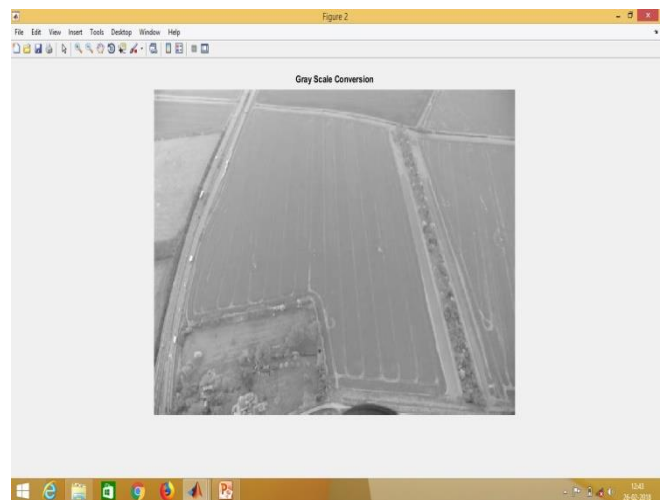 Figure 2
File Edit View Insert Tools Desktop Window Help
Gray Scale Conversion
12:43
26-02-2018